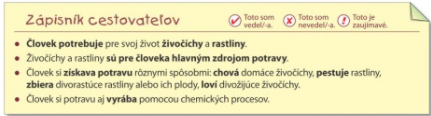 Zápisník cestovateľov
Toto som vedel/-a.
Toto som nevedel/-a.
Toto je zaujímavé.
• Človek potrebuje pre svoj život živočíchy a rastliny.
• Živočíchy a rastliny sú pre človeka hlavným zdrojom potravy.
• Človek si získava potravu rôznymi spôsobmi: chová domáce živočíchy, pestuje rastliny,
zbiera divorastúce rastliny alebo ich plody, loví divožijúce živočíchy.
• Človek si potravu aj vyrába pomocou chemických procesov.